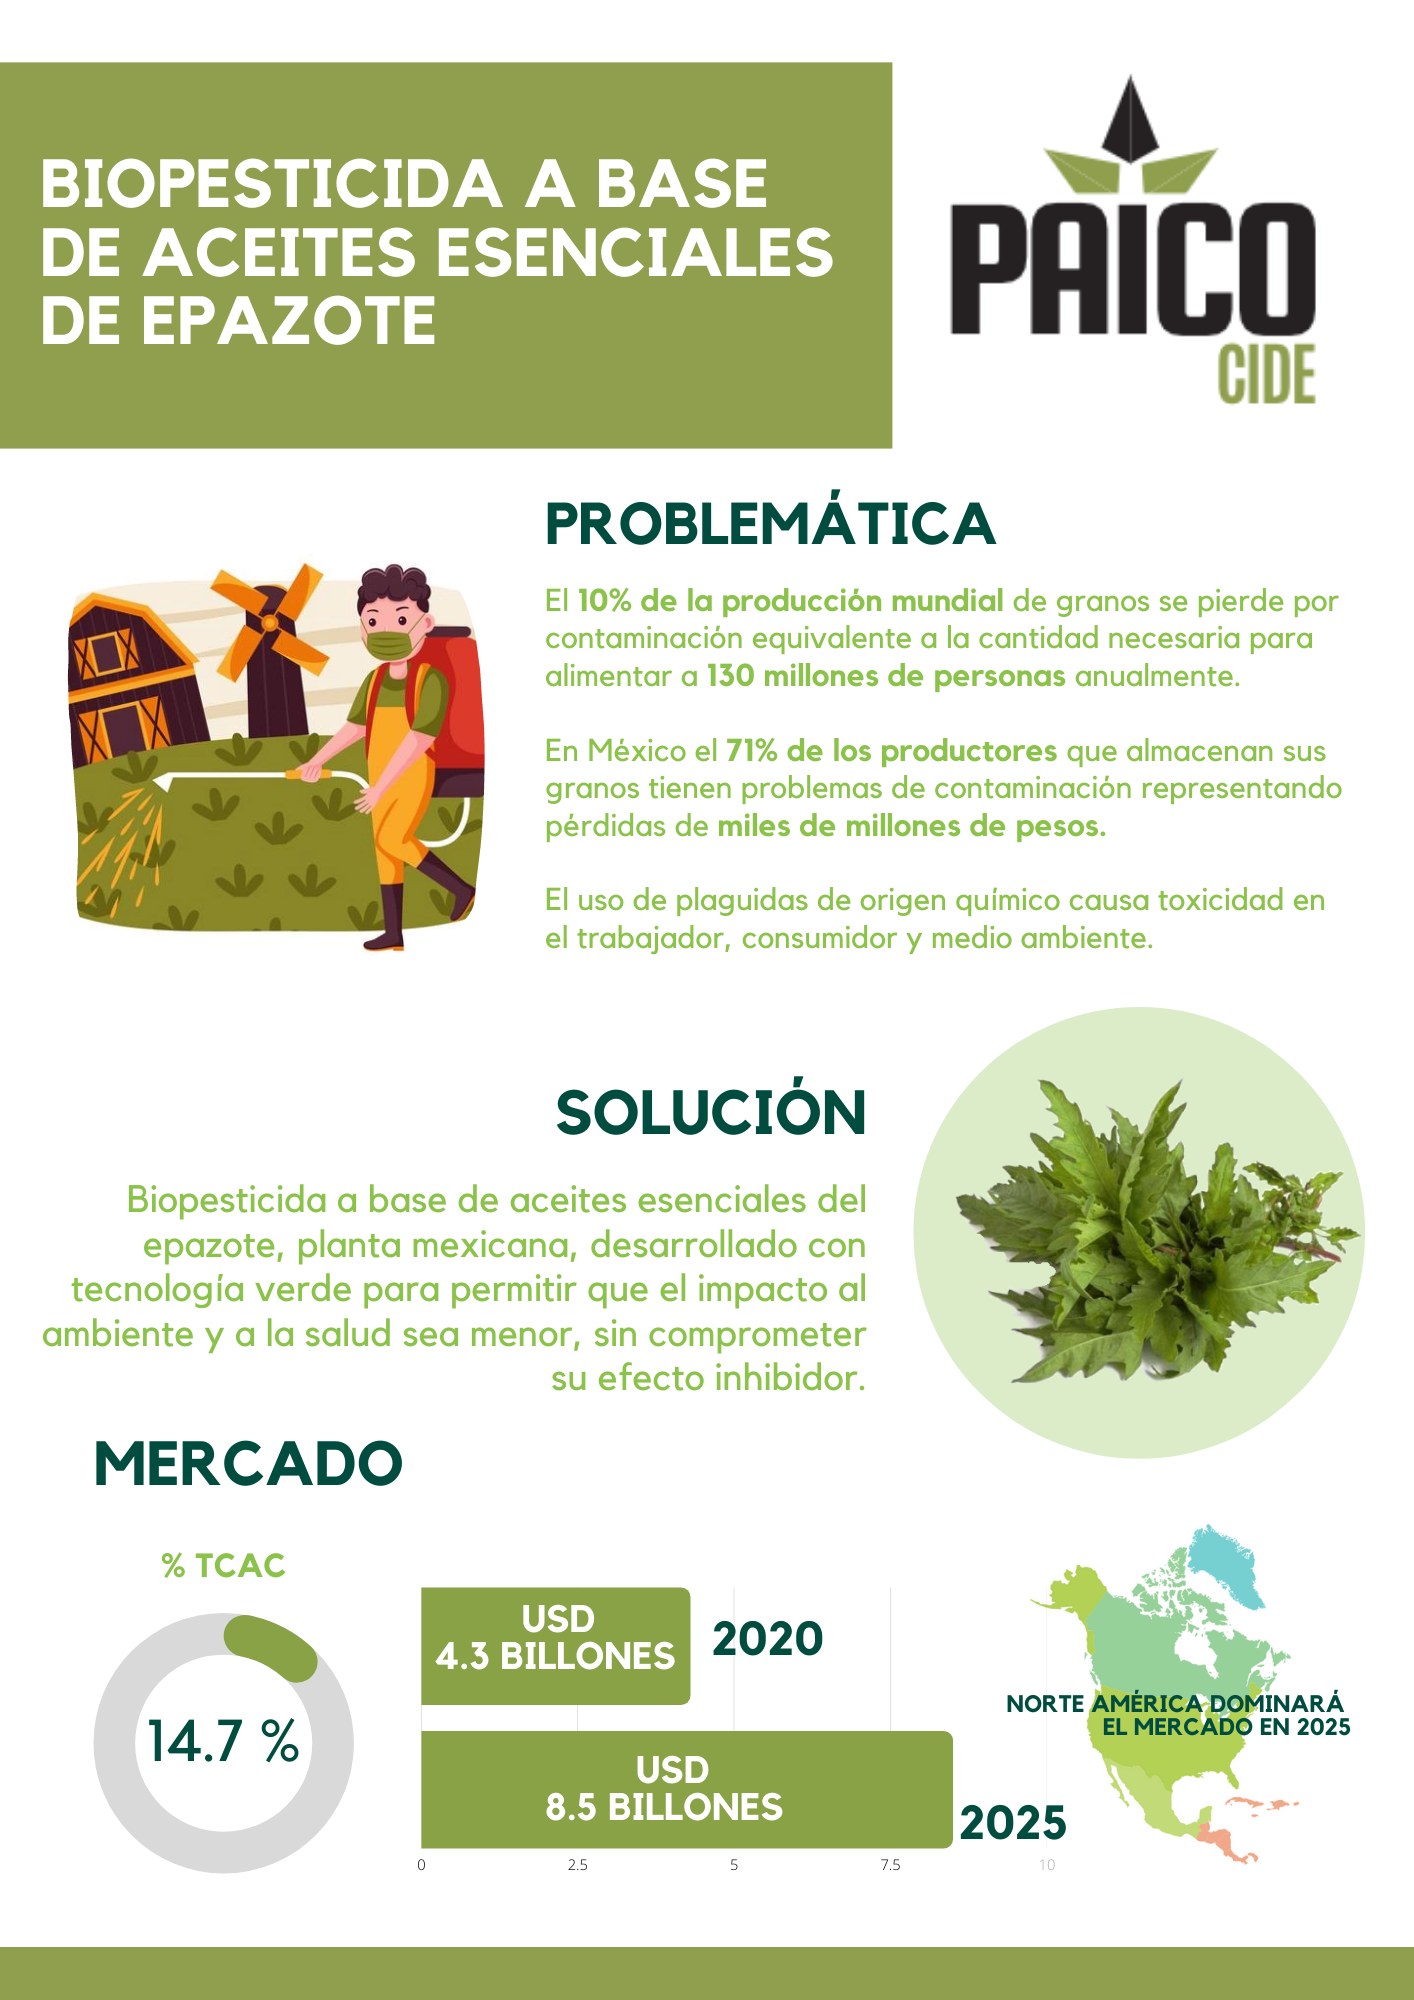 BIOPESTICIDA A BASE
DE ACEITES ESENCIALES
DE EPAZOTE
PAICO
CIDE
PROBLEMÁTICA
El 10% de la producción mundial de granos se pierde por
contaminación equivalente a la cantidad necesaria para
alimentar a 130 millones de personas anualmente.
En México el 71% de los productores que almacenan sus
granos tienen problemas de contaminación representando
pérdidas de miles de millones de pesos.
El uso de plaguidas de origen químico causa toxicidad en
el trabajador, consumidor y medio ambiente.
SOLUCIÓN
Biopesticida a base de aceites esenciales del
epazote, planta mexicana, desarrollado con
tecnología verde para permitir que el impacto al
ambiente y a la salud sea menor, sin comprometer
su efecto inhibidor.
MERCADO
% TCAC
14.7 %
USD
4.3 BILLONES
2020
USD
8.5 BILLONES
2025
0 2.5 5 7.5 10
NORTE AMÉRICA DOMINARÁ
EL MERCADO EN 2025